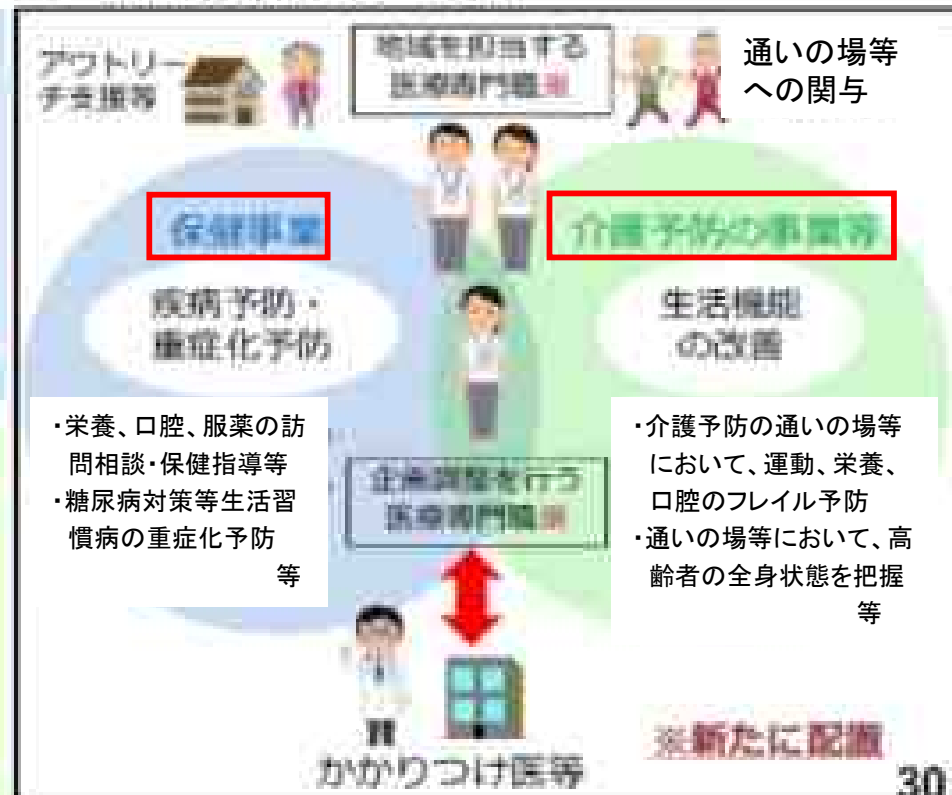 アウトリー
チ支援等
地域を担当する
医療専門職※
通いの場等
への関与
保健事業
介護予防の事業等
疾病予防・
重症化予防
生活機能
の改善
・栄養、口腔、服薬の訪
問相談・保健指導等
・糖尿病対策等生活習
慣病の重症化予防
等
・介護予防の通いの場等
において、運動、栄養、
口腔のフレイル予防
・通いの場等において、高
齢者の全身状態を把握
等
企画調整を行う
医療専門職※
かかりつけ医等
※新たに配置
30